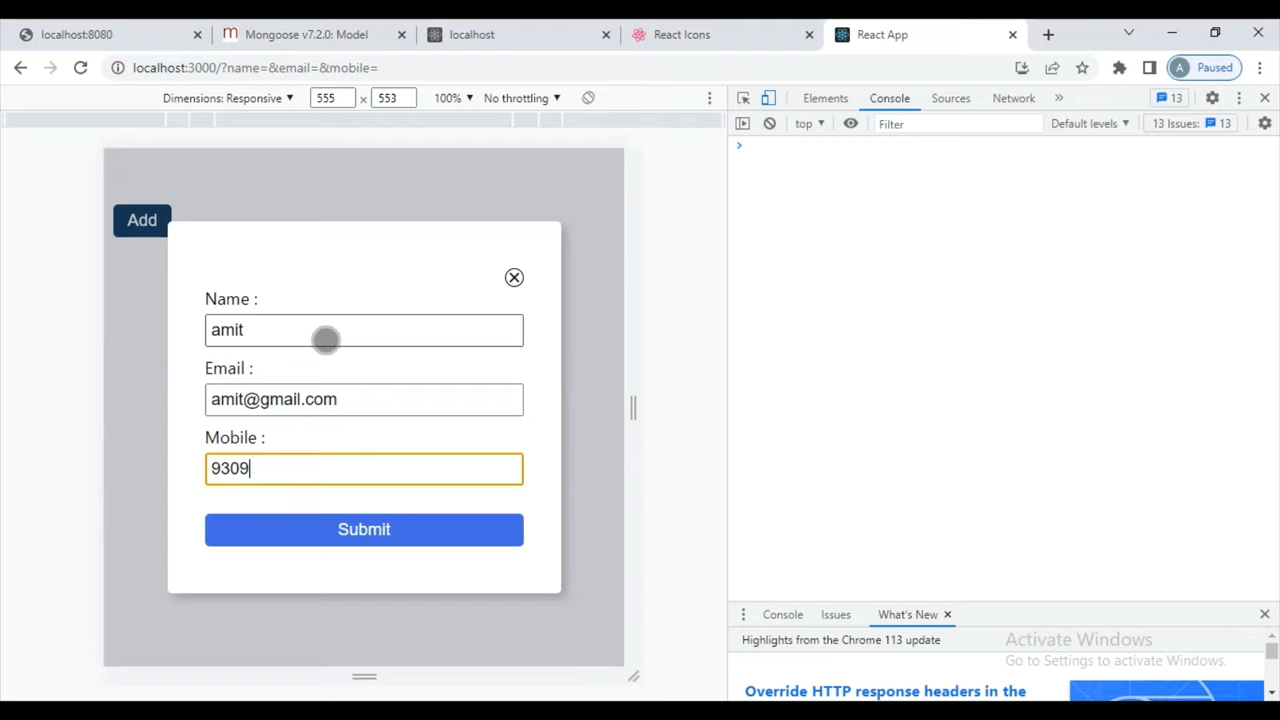 localhost:8080
Mongoose v7.2.0: Model
localhost
React Icons
React App
localhost:3000/?name=&email=&mobile=
A Paused
Dimensions: Responsive 555 x 553 100% No throttling
Elements Console Sources Network 13
top Filter Default levels 13 Issues: 13
Add
Name :
amit
Email :
amit@gmail.com
Mobile :
9309
Submit
Console Issues What's New
Highlights from the Chrome 113 update
Activate Windows
Go to Settings to activate Windows.
Override HTTP response headers in the